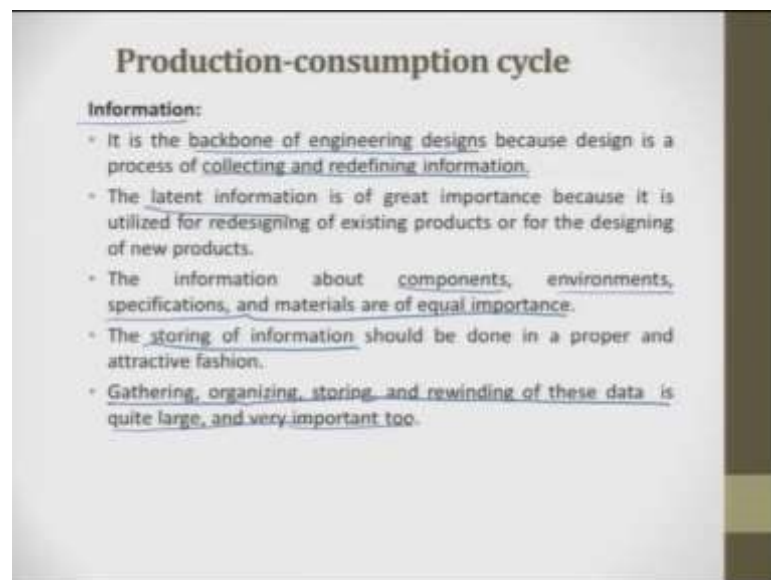 Production-consumption cycle
Information:
• It is the backbone of engineering designs because design is a
process of collecting and redefining information.
• The latent information is of great importance because it is
utilized for redesigning of existing products or for the designing
of new products.
• The information about components, environments,
specifications, and materials are of equal importance.
• The storing of information should be done in a proper and
attractive fashion.
• Gathering, organizing, storing, and rewinding of these data is
quite large, and very important too.